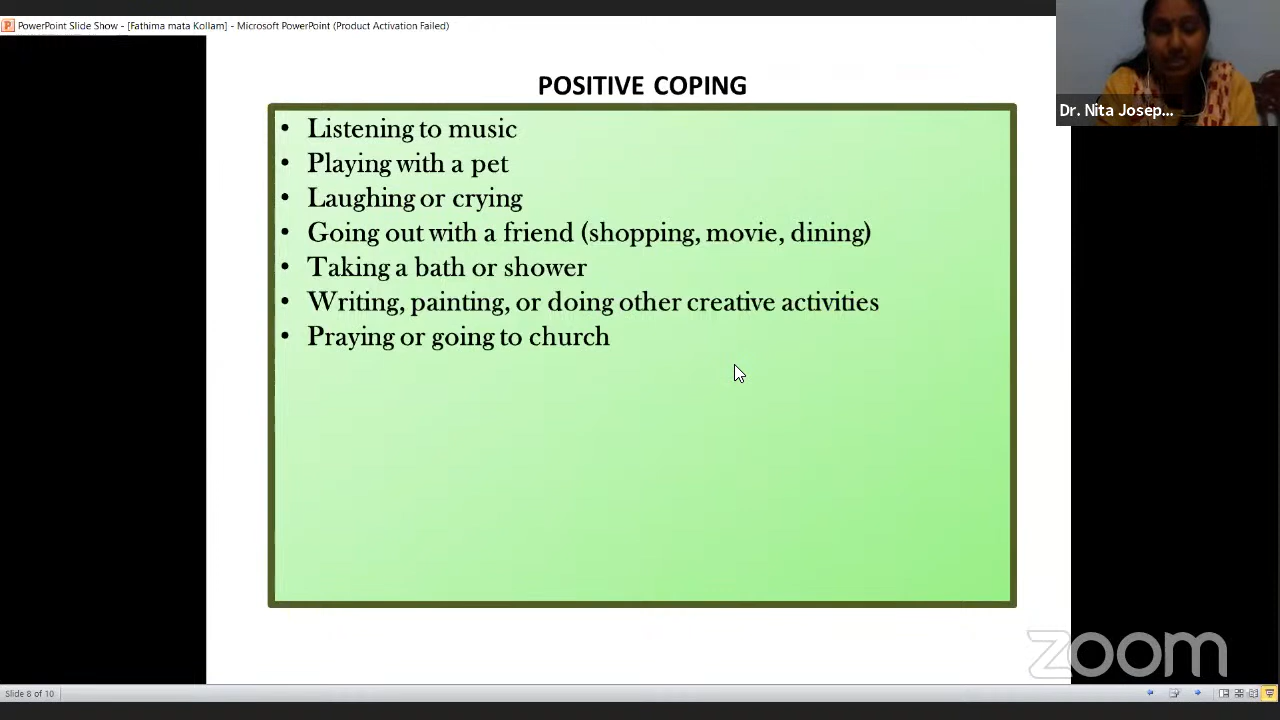 PowerPoint Slide Show - [Fathima mata Kollam] - Microsoft PowerPoint (Product Activation Failed)
Dr. Nita Josep...
POSITIVE COPING
• Listening to music
• Playing with a pet
• Laughing or crying
• Going out with a friend (shopping, movie, dining)
• Taking a bath or shower
• Writing, painting, or doing other creative activities
• Praying or going to church
zoom
Slide 8 of 10